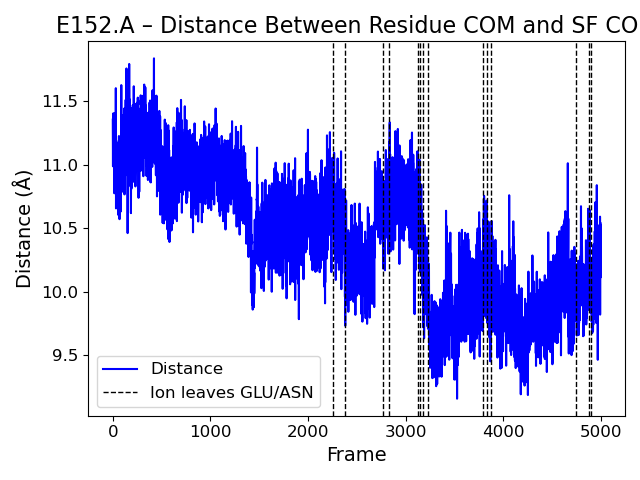 E152.A – Distance Between Residue COM and SF CO
Distance (Å)
11.5
11.0
10.5
10.0
9.5
Distance
Ion leaves GLU/ASN
0 1000 2000 3000 4000 5000
Frame